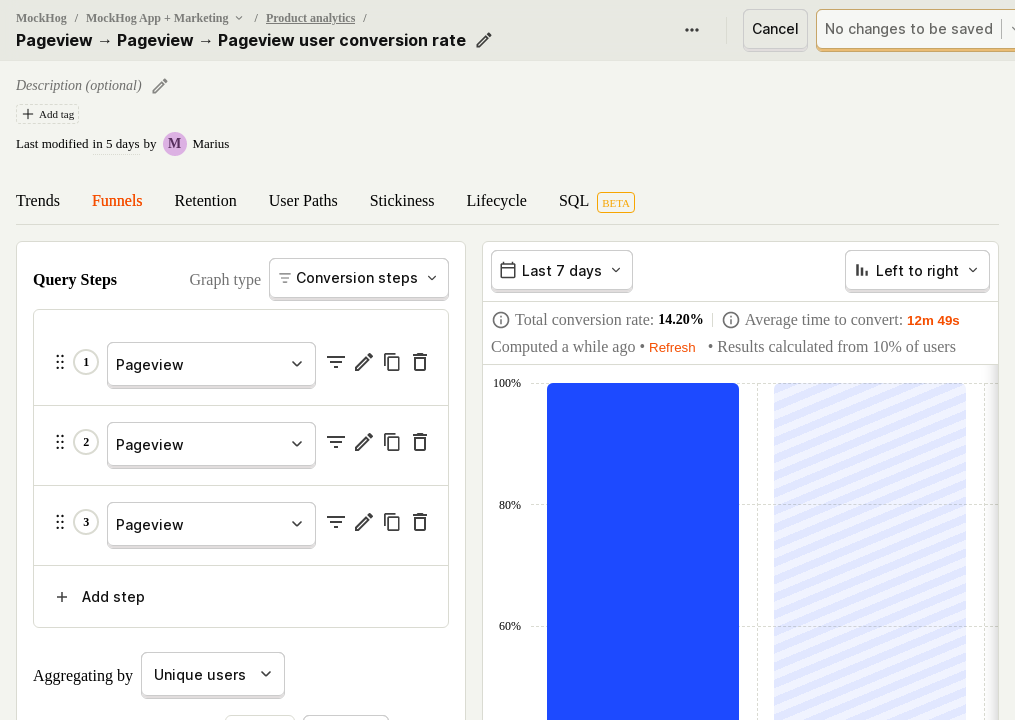 MockHog / MockHog App + Marketing / Product analytics /
Pageview → Pageview → Pageview user conversion rate
Cancel
No changes to be saved
Description (optional)
Add tag
Last modified in 5 days by M Marius
Trends Funnels Retention User Paths Stickiness Lifecycle SQL BETA
Query Steps
Graph type
Conversion steps
1 Pageview
2 Pageview
3 Pageview
Add step
Aggregating by Unique users
Last 7 days
Left to right
Total conversion rate: 14.20% Average time to convert: 12m 49s
Computed a while ago • Refresh • Results calculated from 10% of users
100%
80%
60%